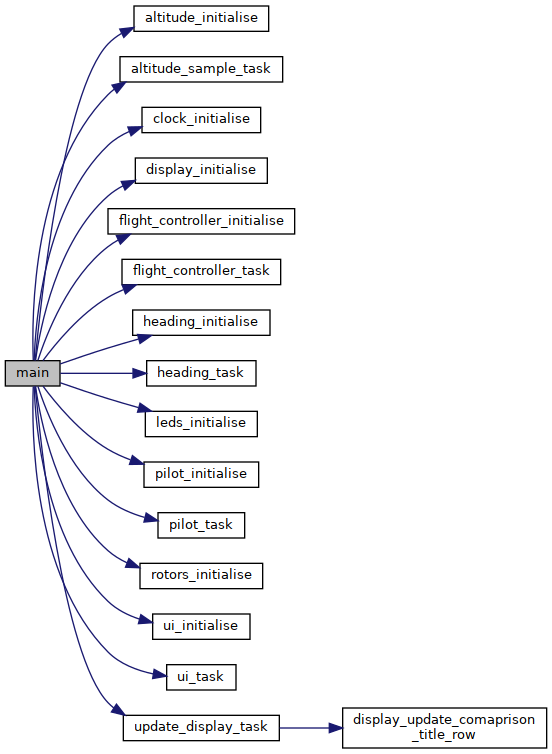 altitude_initialise
altitude_sample_task
clock_initialise
display_initialise
flight_controller_initialise
flight_controller_task
heading_initialise
main
heading_task
leds_initialise
pilot_initialise
pilot_task
rotors_initialise
ui_initialise
ui_task
update_display_task
display_update_comaprison
_title_row